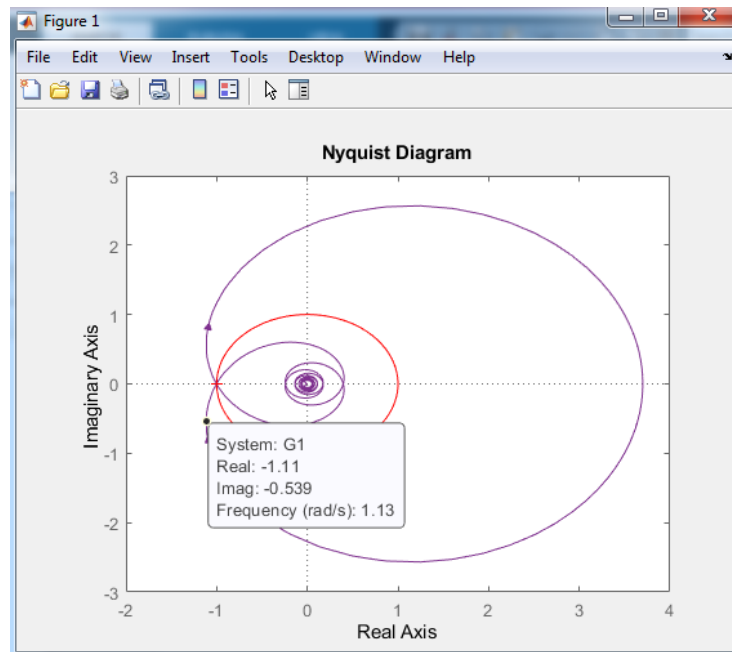 Figure 1
File Edit View Insert Tools Desktop Window Help
Nyquist Diagram
3
2
1
0
-1
-2
-3
Imaginary Axis
System: G1
Real: -1.11
Imag: -0.539
Frequency (rad/s): 1.13
-2 -1 0 1 2 3 4
Real Axis